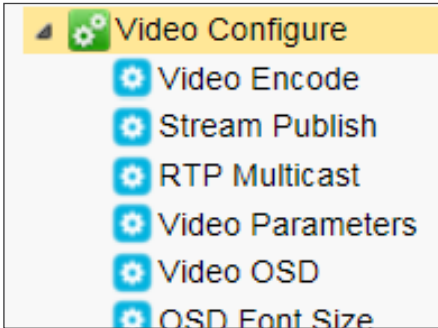 Video Configure
Video Encode
Stream Publish
RTP Multicast
Video Parameters
Video OSD
OSD Font Size